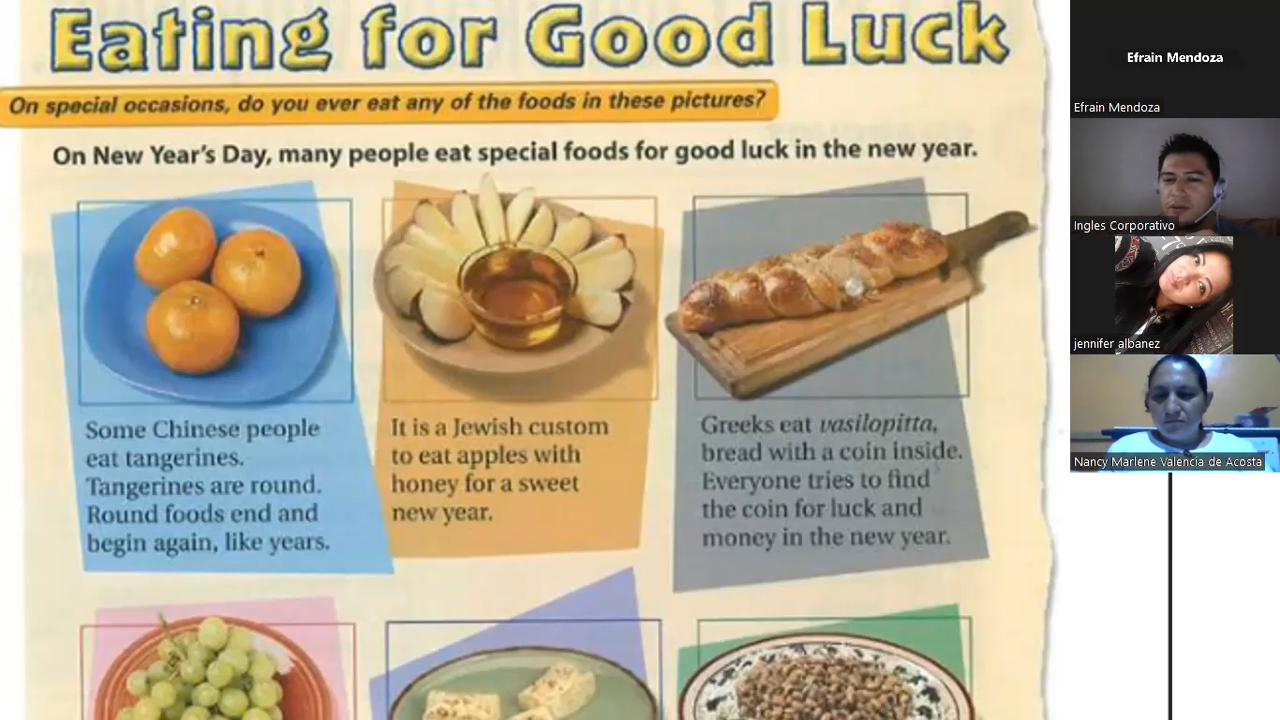 Eating for Good Luck
On special occasions, do you ever eat any of the foods in these pictures?
On New Year's Day, many people eat special foods for good luck in the new year.
Some Chinese people
eat tangerines.
Tangerines are round.
Round foods end and
begin again, like years.
It is a Jewish custom
to eat apples with
honey for a sweet
new year.
Greeks eat vasilopitta,
bread with a coin inside.
Everyone tries to find
the coin for luck and
money in the new year.
Efrain Mendoza
Efrain Mendoza
Ingles Corporativo
jennifer albanez
Nancy Marlene Valencia de Acosta